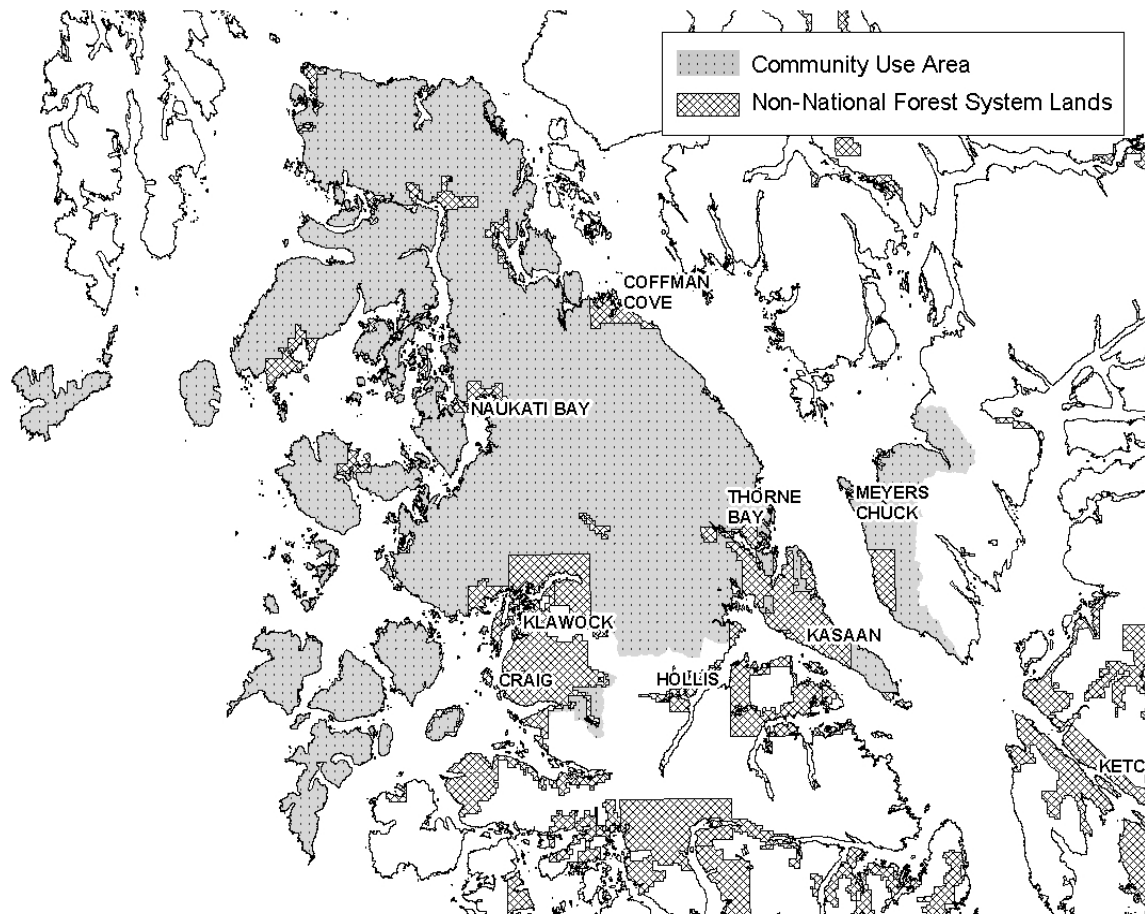 Community Use Area
Non-National Forest System Lands
COFFMAN
COVE
NAUKATI BAY
THORNE
BAY
MEYERS
CHUCK
KLAWOCK
KASAAN
CRAIG
HOLLIS
KETC